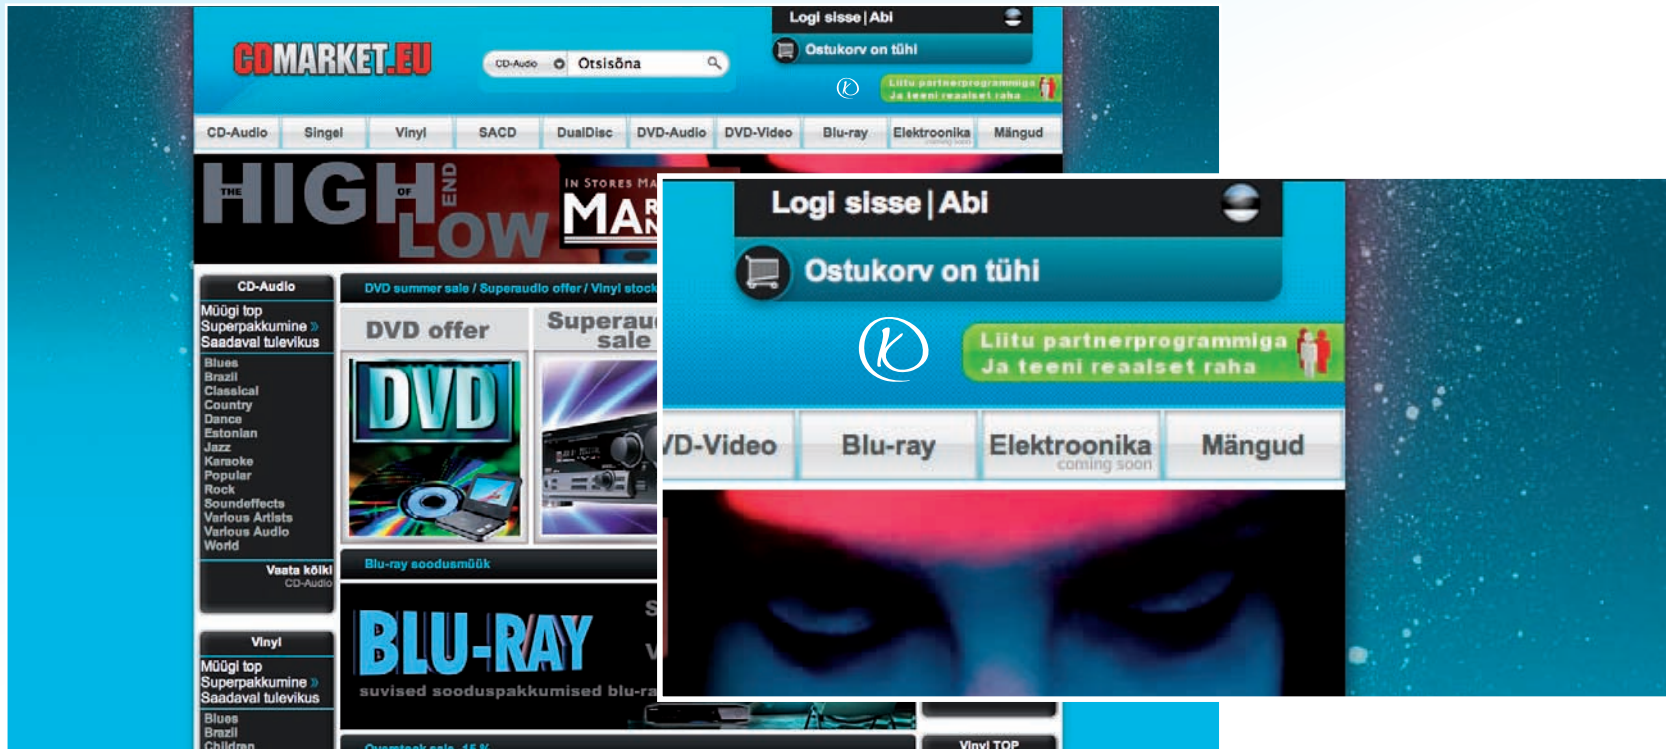 Logi sisse | Abi
CDMARKET.EU
CD-Audio Otsisõna
Ostukorv on tühi
Liitu partnerprogrammiga
Ja teeni reaalset raha
CD-Audio Singel Vinyl SACD DualDisc DVD-Audio DVD-Video Blu-ray Elektroonika Mängud
coming soon
THE HIGH END
OF LOW
IN STORES
CD-Audio
Müügi top
Superpakkumine »
Saadaval tulevikus
Blues
Brazil
Classical
Country
Dance
Estonian
Jazz
Karaoke
Popular
Rock
Soundeffects
Various Artists
Various Audio
World
Vaata kõiki
CD-Audio
Vinyl
Müügi top
Superpakkumine »
Saadaval tulevikus
Blues
Brazil
Children
DVD summer sale / Superaudio offer / Vinyl stock
DVD offer
DVD
sale
Blu-ray soodusmüük
BLU-RAY
suvised sooduspakkumised blu-ra
Overstock sale -15 %
Vinyl TOP
Logi sisse | Abi
Ostukorv on tühi
K
Liitu partnerprogrammiga
Ja teeni reaalset raha
VD-Video Blu-ray Elektroonika Mängud
coming soon